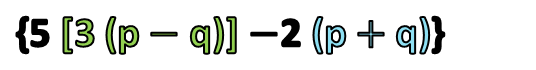 {5 [3 (p − q)] −2 (p + q)}